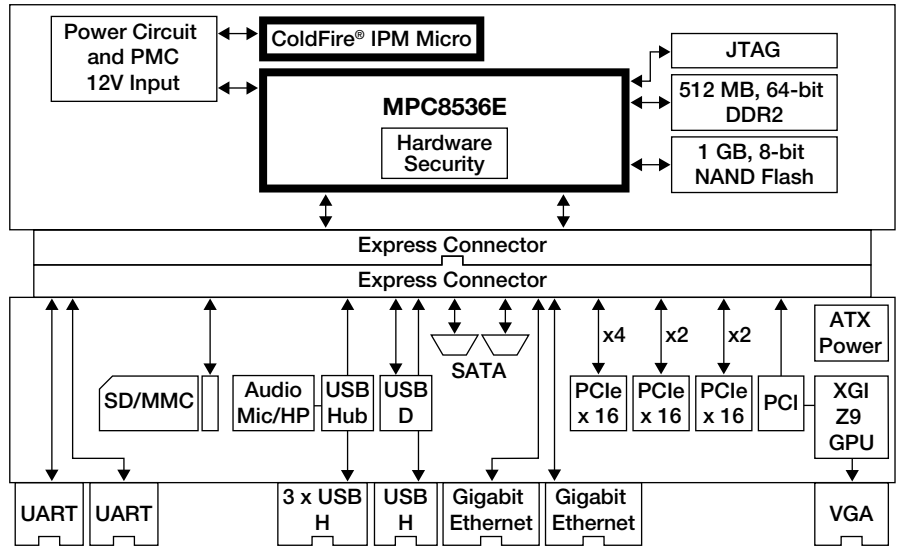 Power Circuit
and PMC
12V Input
ColdFire® IPM Micro
JTAG
MPC8536E
Hardware
Security
512 MB, 64-bit
DDR2
1 GB, 8-bit
NAND Flash
Express Connector
Express Connector
x4
x2
x2
ATX
Power
SATA
SD/MMC
Audio
Mic/HP
USB
Hub
USB
D
PCIe
x 16
PCIe
x 16
PCIe
x 16
PCI
XGI
Z9
GPU
UART
UART
3 x USB
H
USB
H
Gigabit
Ethernet
Gigabit
Ethernet
VGA